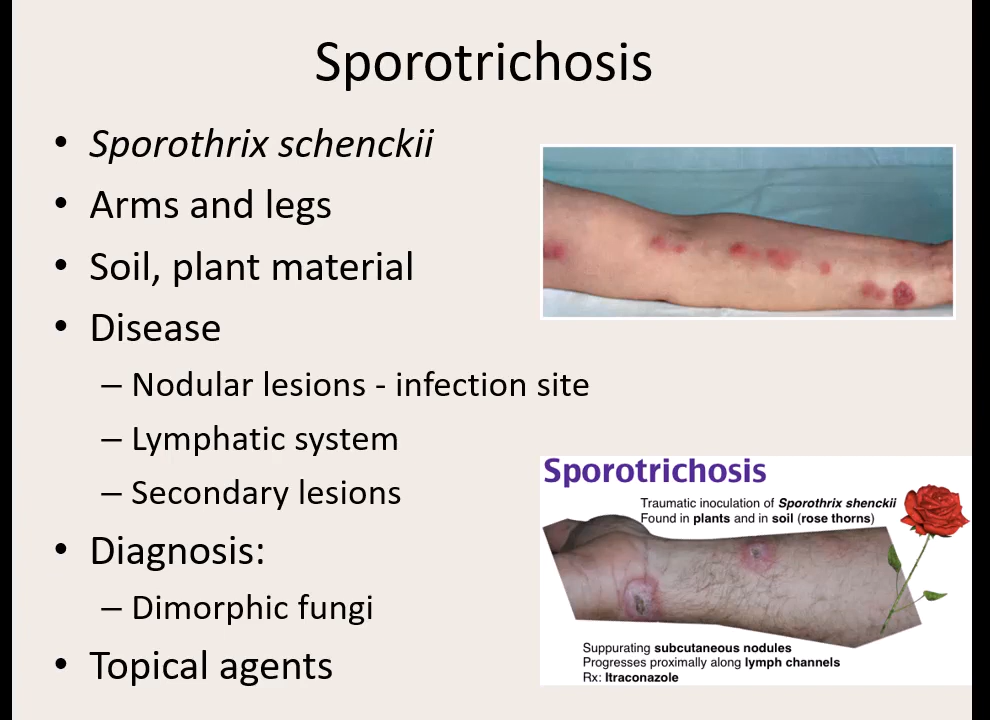 Sporotrichosis
• Sporothrix schenckii
• Arms and legs
• Soil, plant material
• Disease
– Nodular lesions - infection site
– Lymphatic system
– Secondary lesions
• Diagnosis:
– Dimorphic fungi
• Topical agents
Sporotrichosis
Traumatic inoculation of Sporothrix shenckii
Found in plants and in soil (rose thorns)
Suppurating subcutaneous nodules
Progresses proximally along lymph channels
Rx: Itraconazole